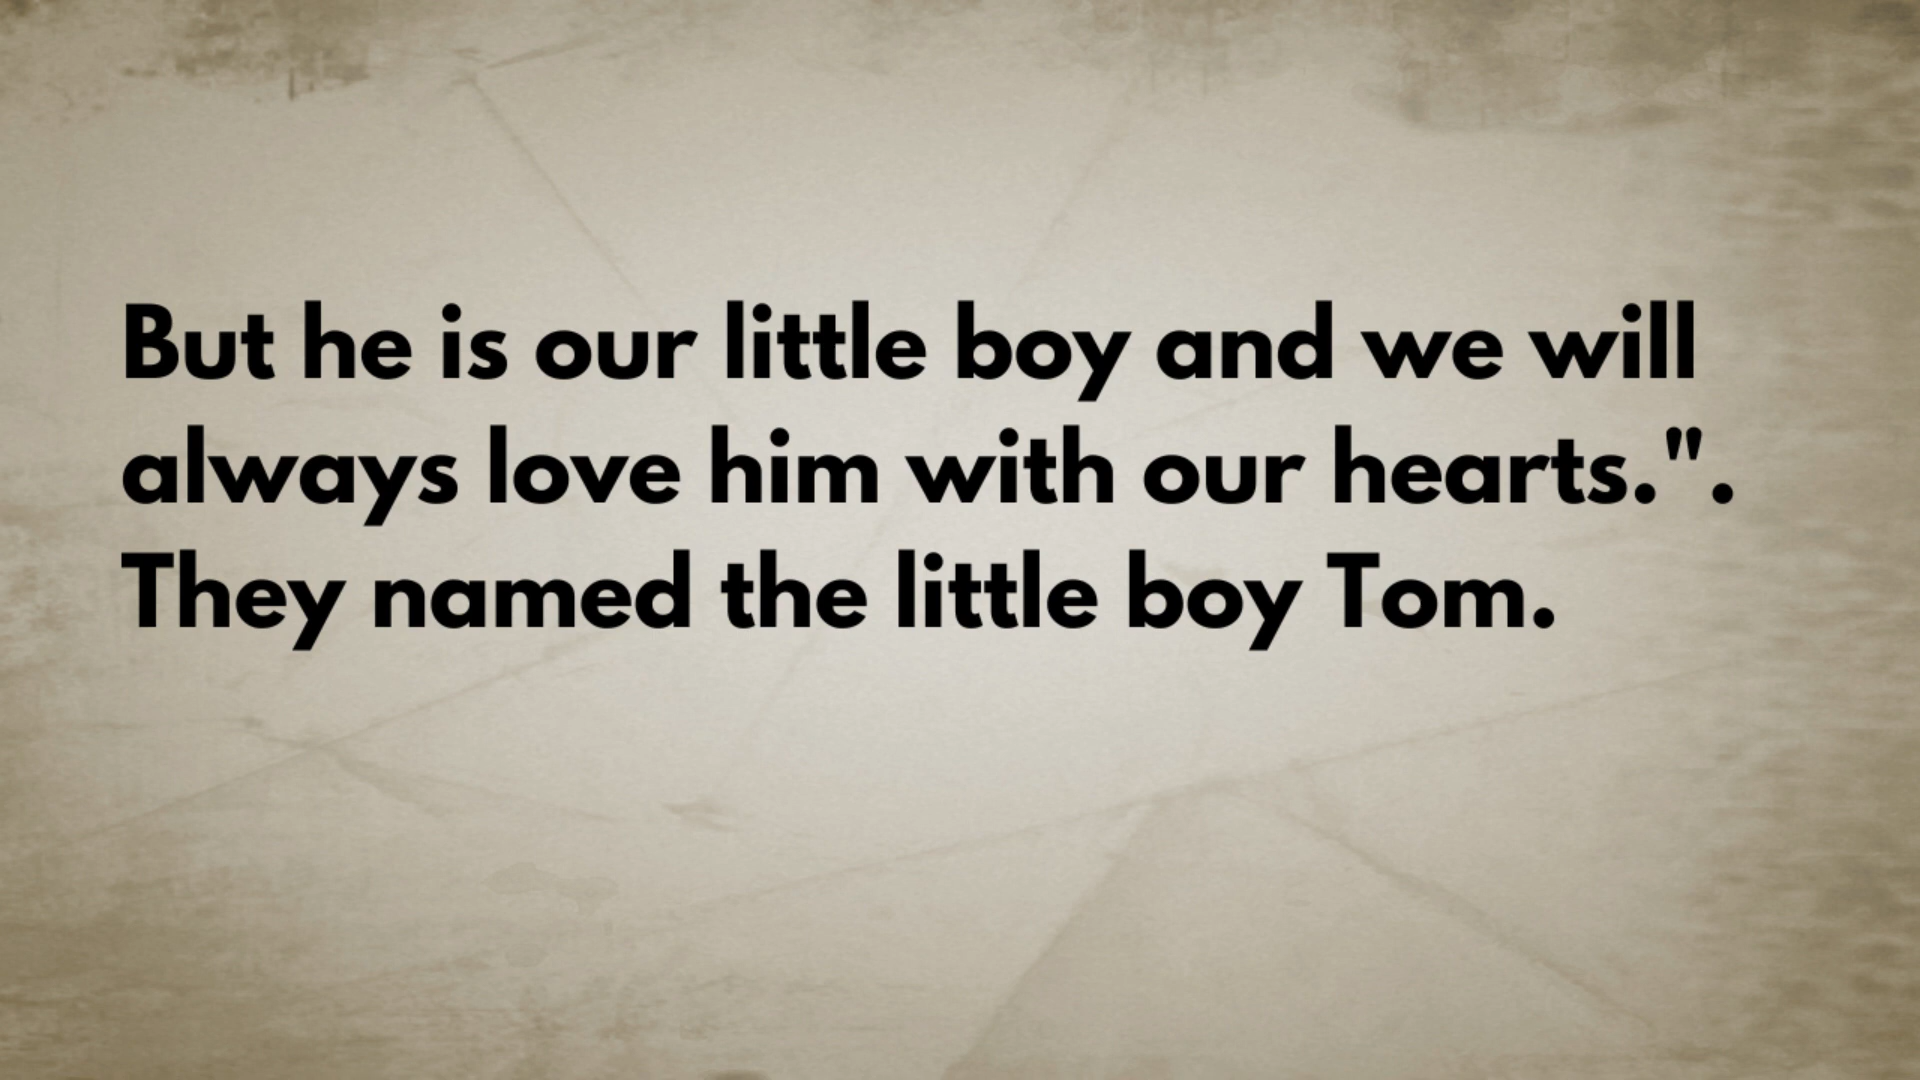 But he is our little boy and we will
always love him with our hearts.".
They named the little boy Tom.